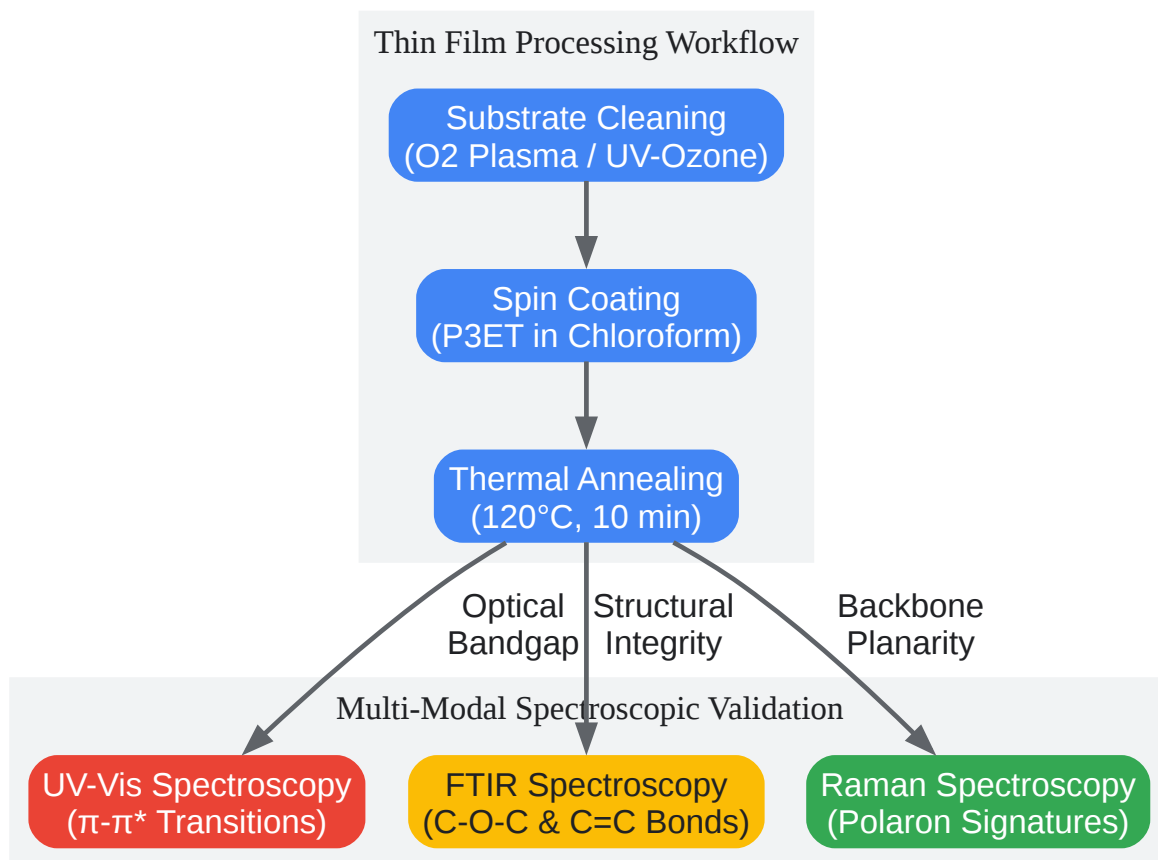 Thin Film Processing Workflow
Substrate Cleaning
(O2 Plasma / UV-Ozone)
Spin Coating
(P3ET in Chloroform)
Thermal Annealing
(120°C, 10 min)
Optical
Bandgap
Structural
Integrity
Backbone
Planarity
Multi-Modal Spectroscopic Validation
UV-Vis Spectroscopy
(π-π* Transitions)
FTIR Spectroscopy
(C-O-C & C=C Bonds)
Raman Spectroscopy
(Polaron Signatures)